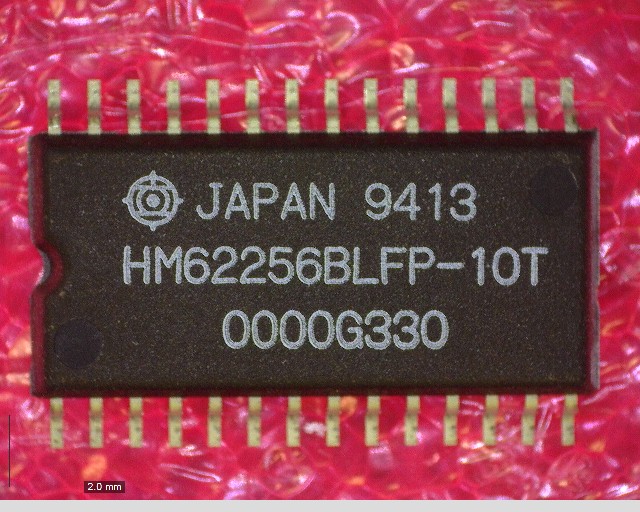 JAPAN 9413
HM62256BLFP-10T
0000G330
2.0 mm